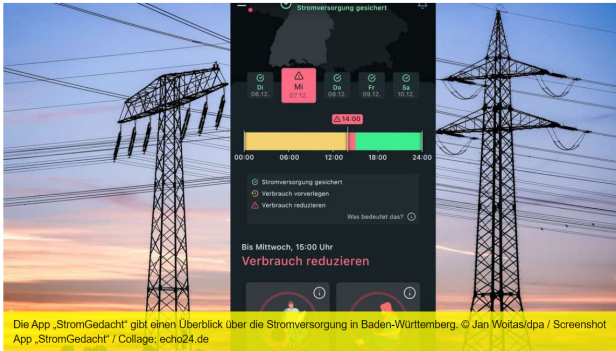 Stromversorgung gesichert
Di
06.12.
Mi
07.12.
Do
08.12.
Fr
09.12.
Sa
10.12.
14:00
00:00 06:00 12:00 18:00 24:00
Stromversorgung gesichert
Verbrauch vorverlegen
Verbrauch reduzieren
Was bedeutet das?
Bis Mittwoch, 15:00 Uhr
Verbrauch reduzieren
Die App „StromGedacht“ gibt einen Überblick über die Stromversorgung in Baden-Württemberg. © Jan Woitas/dpa / Screenshot
App „StromGedacht“ / Collage: echo24.de